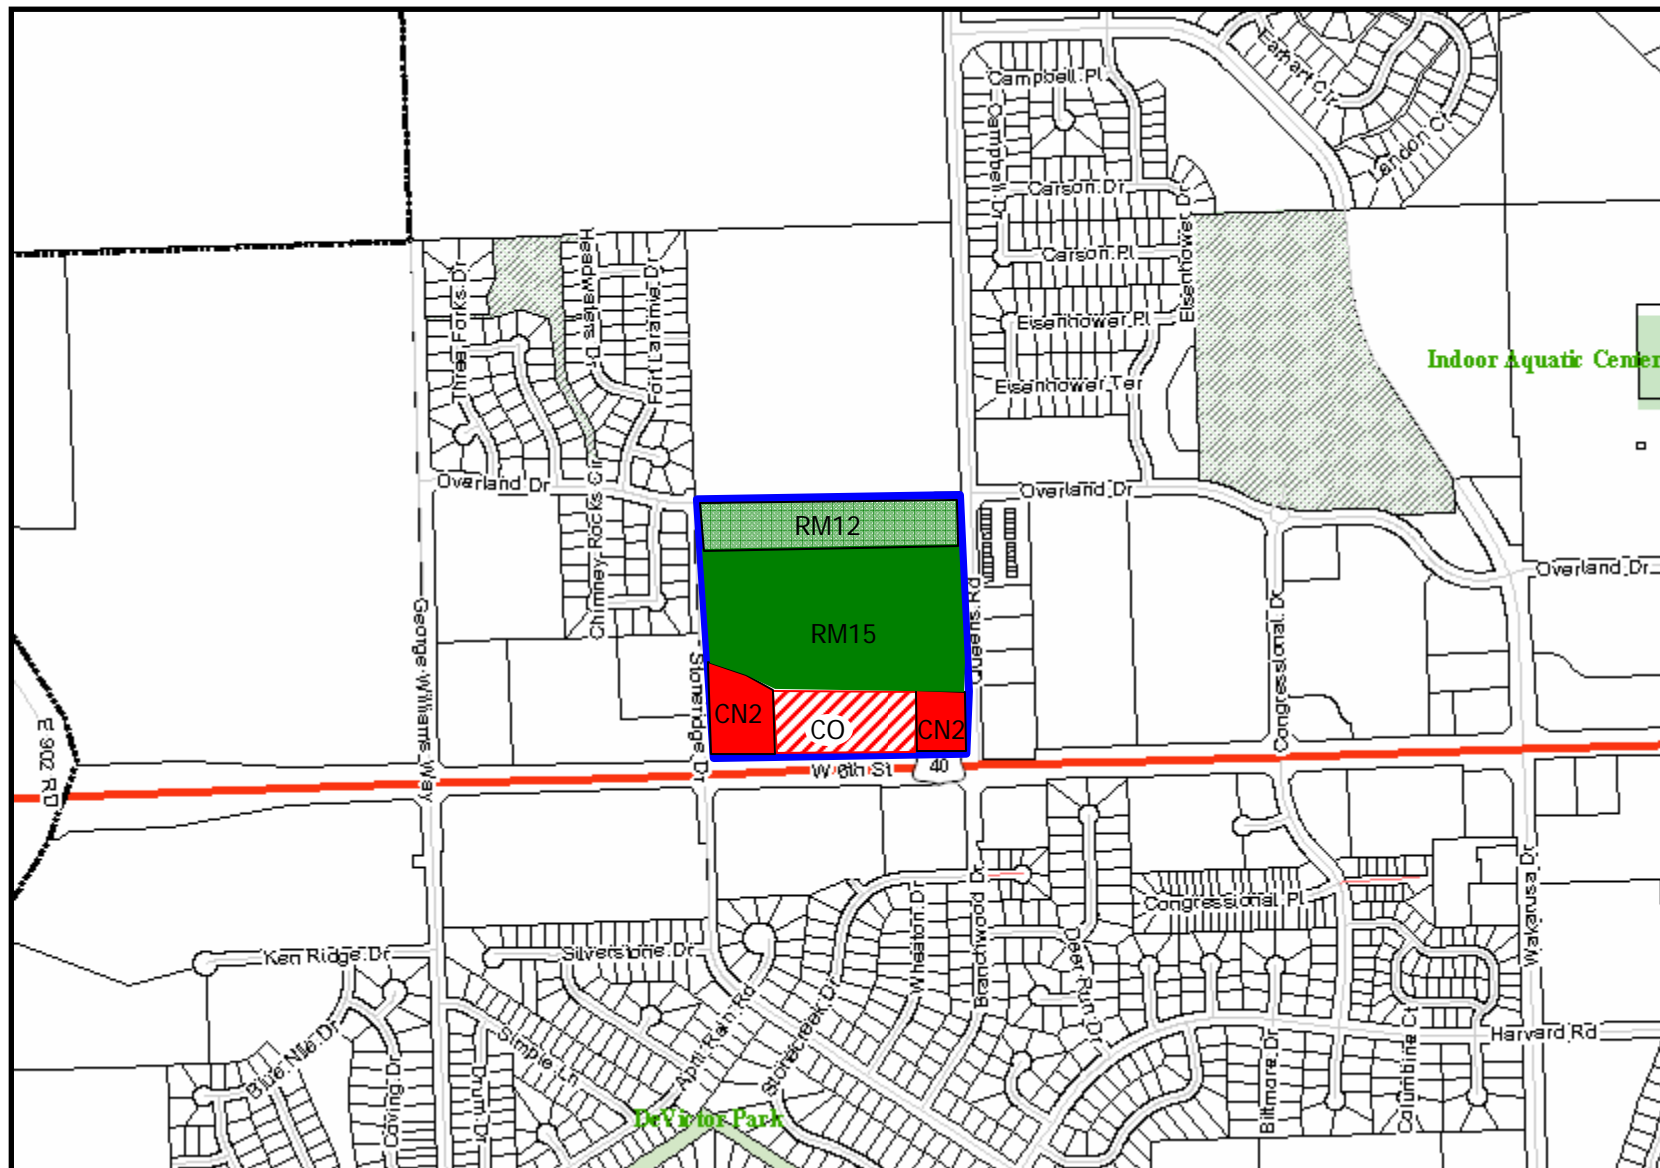 Earhart Cir
Campbell Pl
Campbell Dr
Landon Ct
Carson Dr
Eisenhower Dr
Carson Pl
Headwaters Dr
Three Forks Dr
Fort Laramie Dr
Eisenhower Pl
Indoor Aquatic Center
Eisenhower Ter
Overland Dr
Overland Dr
RM12
Chimney Rocks Cir
Overland Dr
RM15
Queens Rd
George Williams Way
Stoneridge Dr
Congressional Dr
CN2
CO
CN2
E 902 RD
W 6th St
40
Wakarusa Dr
Congressional Pl
Wheaton Dr
Branchwood Dr
Ken Ridge Dr
Silverstone Dr
Deer Run Dr
April Rain Rd
Stonecreek Dr
Harvard Rd
Simple Ln
Blue Nile Dr
Biltmore Dr
Columbine Ct
Coving Dr
Drum Dr
DeVictor Park